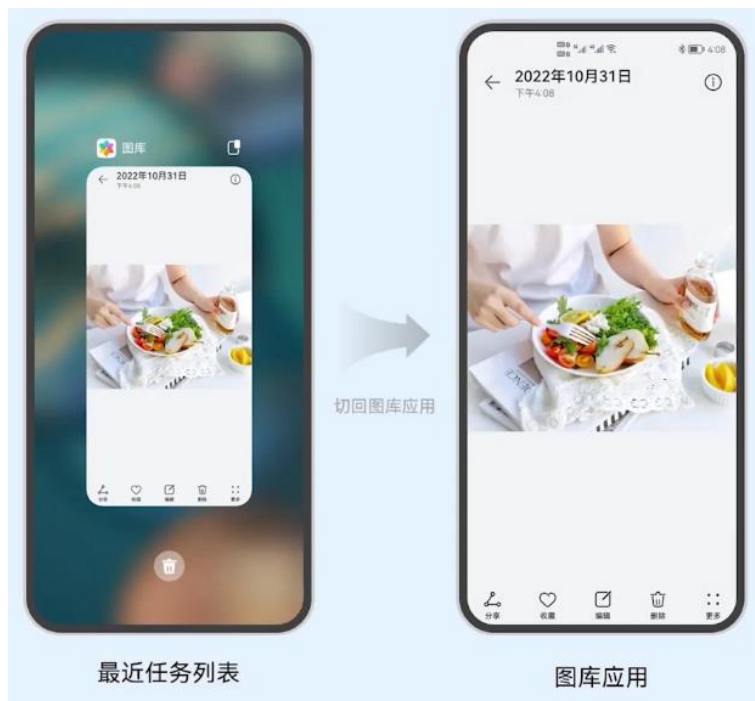 图库
2022年10月31日
下午4:08
分享
收藏
编辑
删除
更多
最近任务列表
切回图库应用
4:08
2022年10月31日
下午4:08
分享
收藏
编辑
删除
更多
图库应用